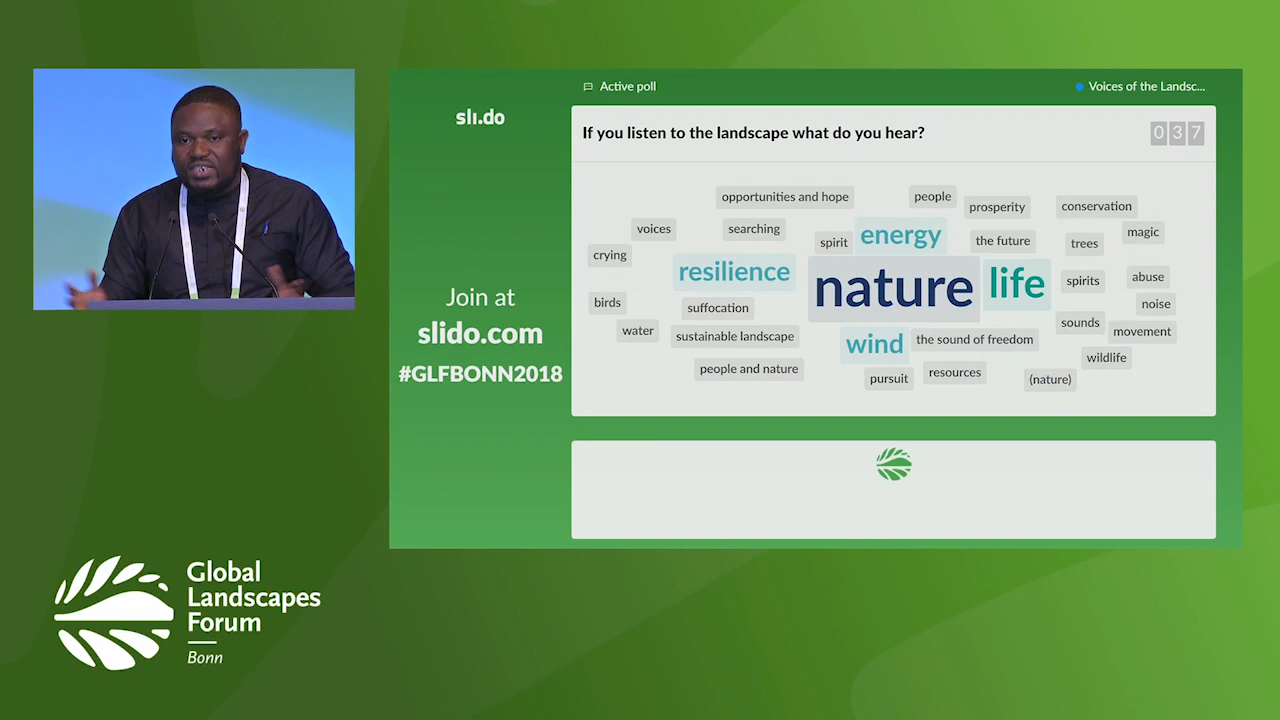 sli.do
Active poll
Voices of the Landsc...
If you listen to the landscape what do you hear?
037
opportunities and hope
people
prosperity
conservation
voices
searching
spirit
energy
the future
trees
magic
crying
resilience
nature
life
spirits
abuse
birds
suffocation
noise
water
sustainable landscape
wind
the sound of freedom
sounds
movement
people and nature
pursuit
resources
(nature)
wildlife
Join at
slido.com
#GLFBONN2018
Global
Landscapes
Forum
Bonn